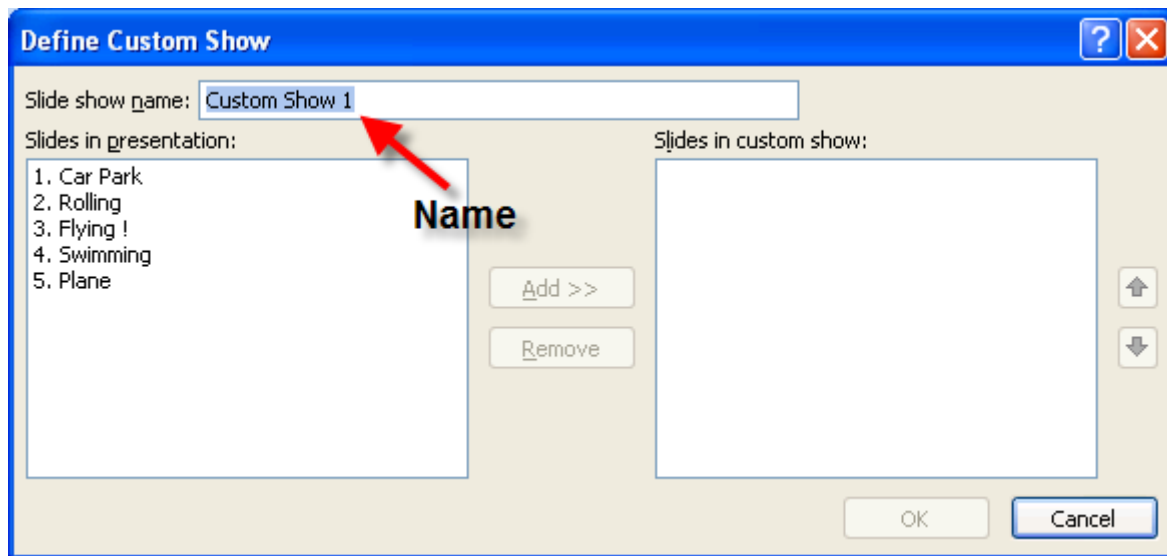 Define Custom Show
Slide show name: Custom Show 1
Slides in presentation:
1. Car Park
2. Rolling
3. Flying !
4. Swimming
5. Plane
Name
Add >>
Remove
Slides in custom show:
OK
Cancel